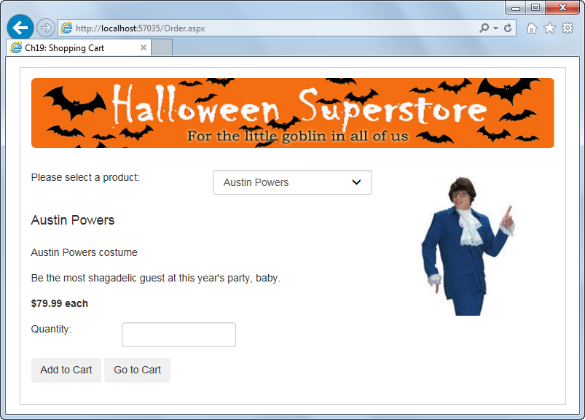 http://localhost:57035/Order.aspx
Ch19: Shopping Cart
Halloween Superstore
For the little goblin in all of us
Please select a product: Austin Powers
Austin Powers
Austin Powers costume
Be the most shagadelic guest at this year's party, baby.
$79.99 each
Quantity:
Add to Cart Go to Cart